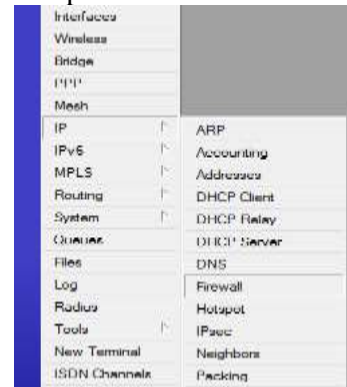 Interfaces
Wireless
Bridge
PPP
Mesh
IP
IPv6
MPLS
Routing
System
Queues
Files
Log
Radius
Tools
New Terminal
ISDN Channels
ARP
Accounting
Addresses
DHCP Client
DHCP Relay
DHCP Server
DNS
Firewall
Hotspot
IPsec
Neighbors
Packing